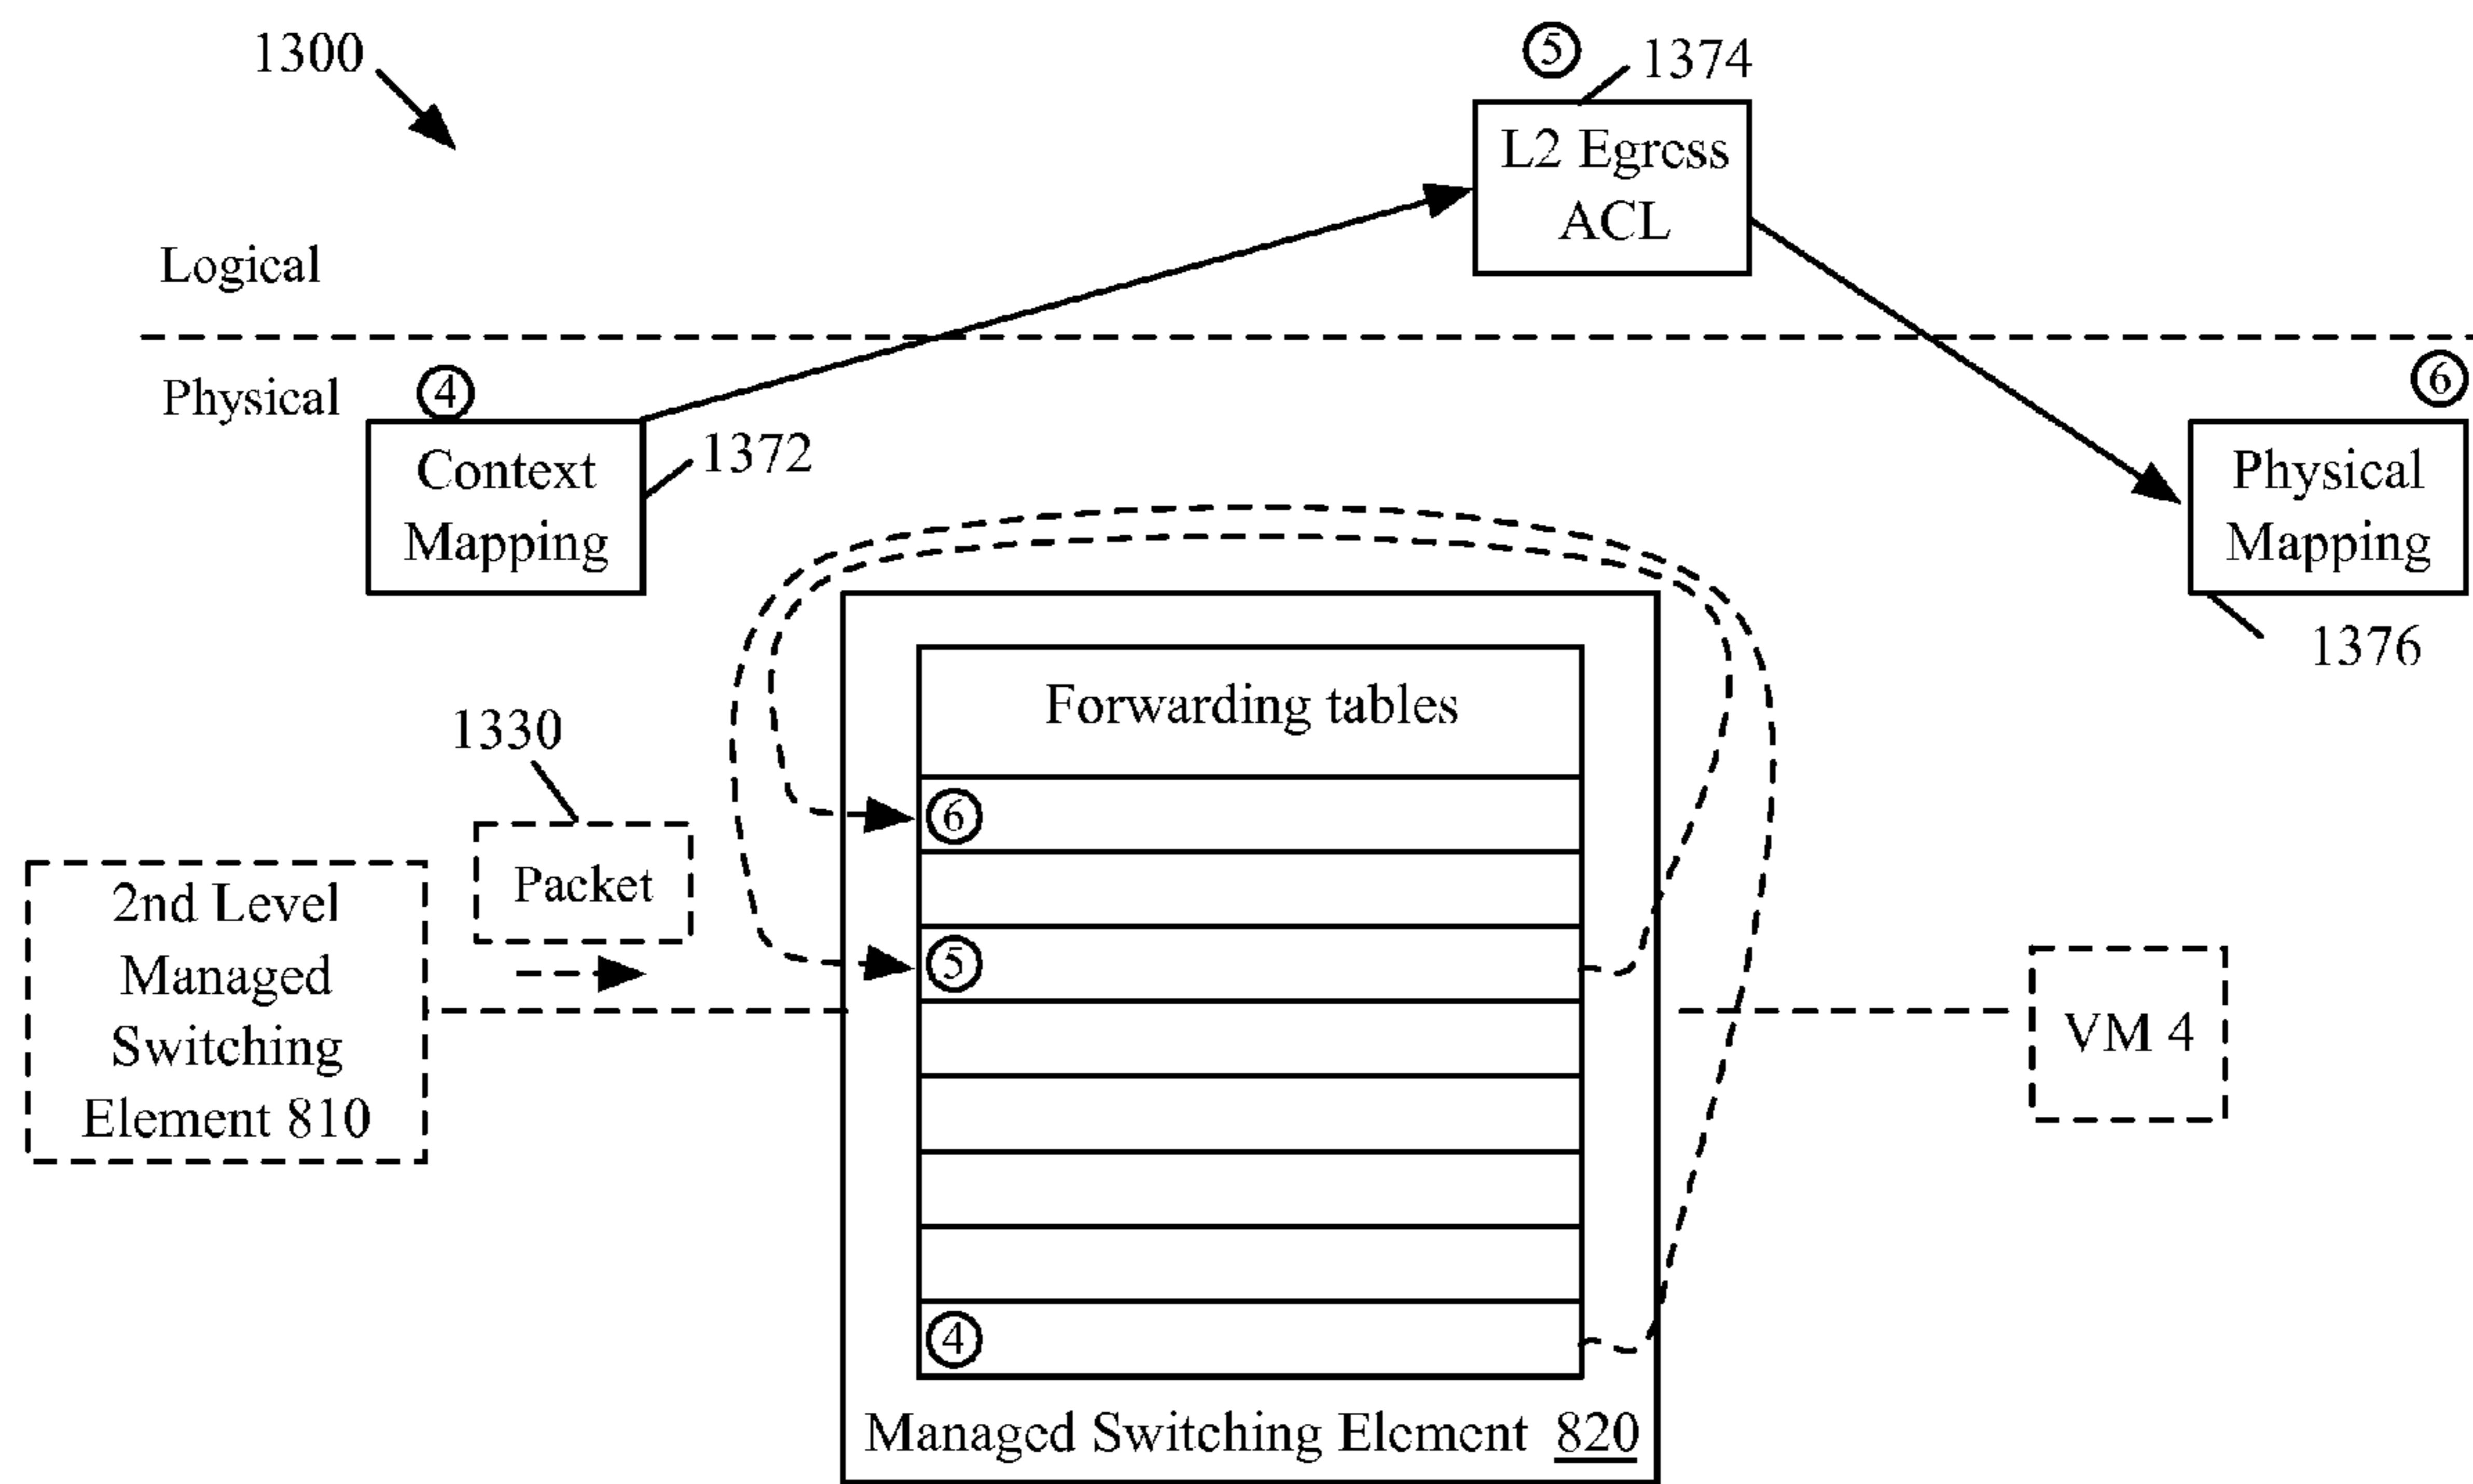 1300
⑤ 1374
L2 Egress
ACL
Logical
Physical
④
⑥
Context
Mapping
1372
Physical
Mapping
1376
Forwarding tables
1330
⑥
Packet
2nd Level
Managed
Switching
Element 810
⑤
VM 4
④
Managed Switching Element 820